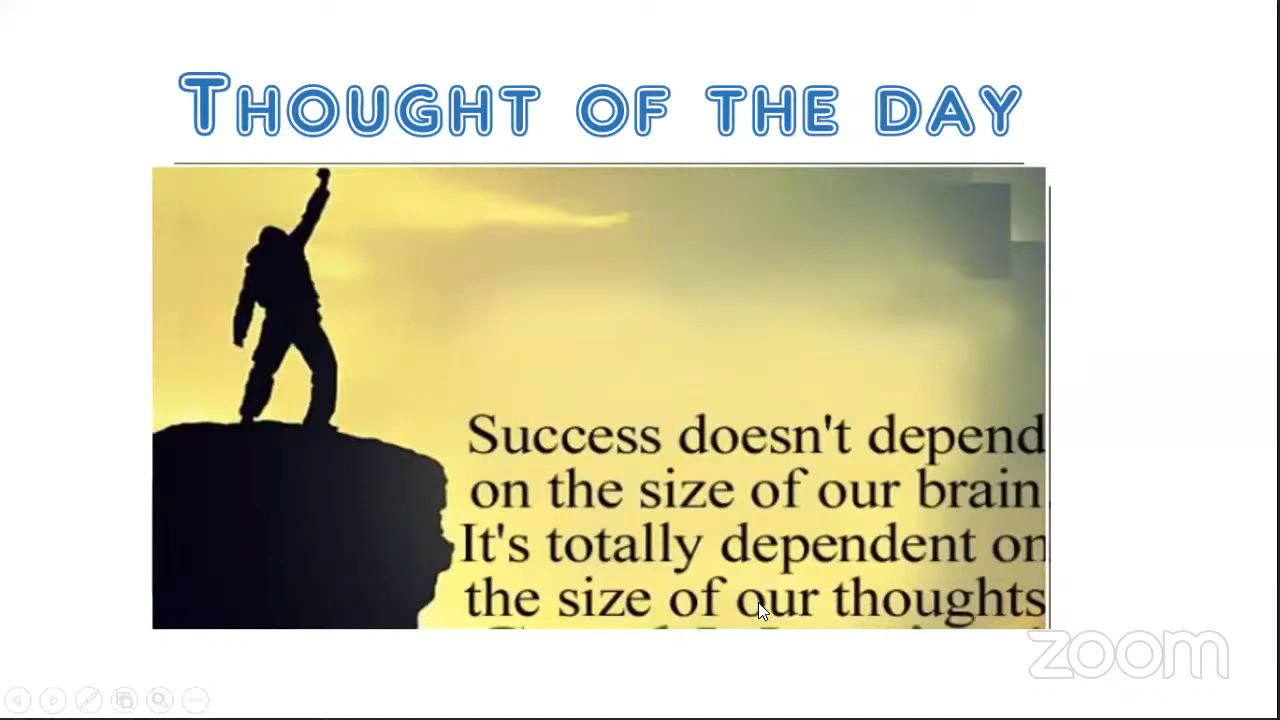 THOUGHT OF THE DAY
Success doesn't depend
on the size of our brain.
It's totally dependent on
the size of our thoughts
zoom